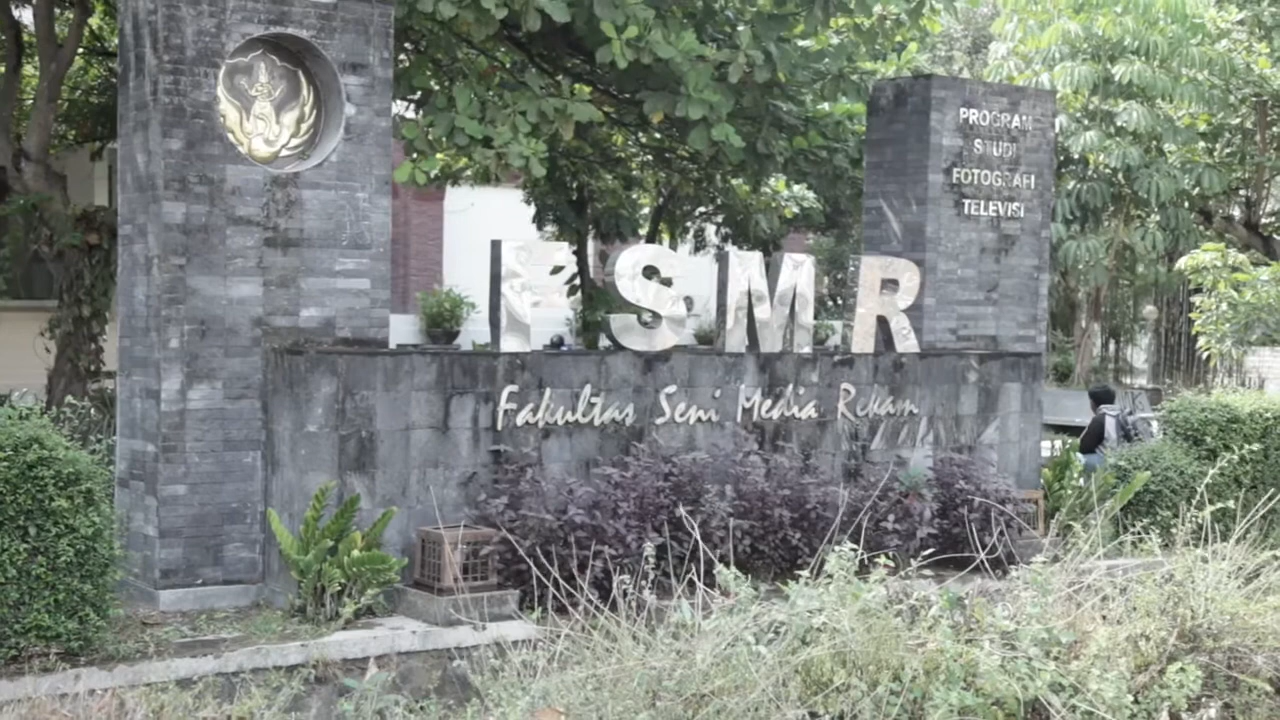 FSMR
Fakultas Seni Media Rekam
PROGRAM
STUDI
FOTOGRAFI
TELEVISI